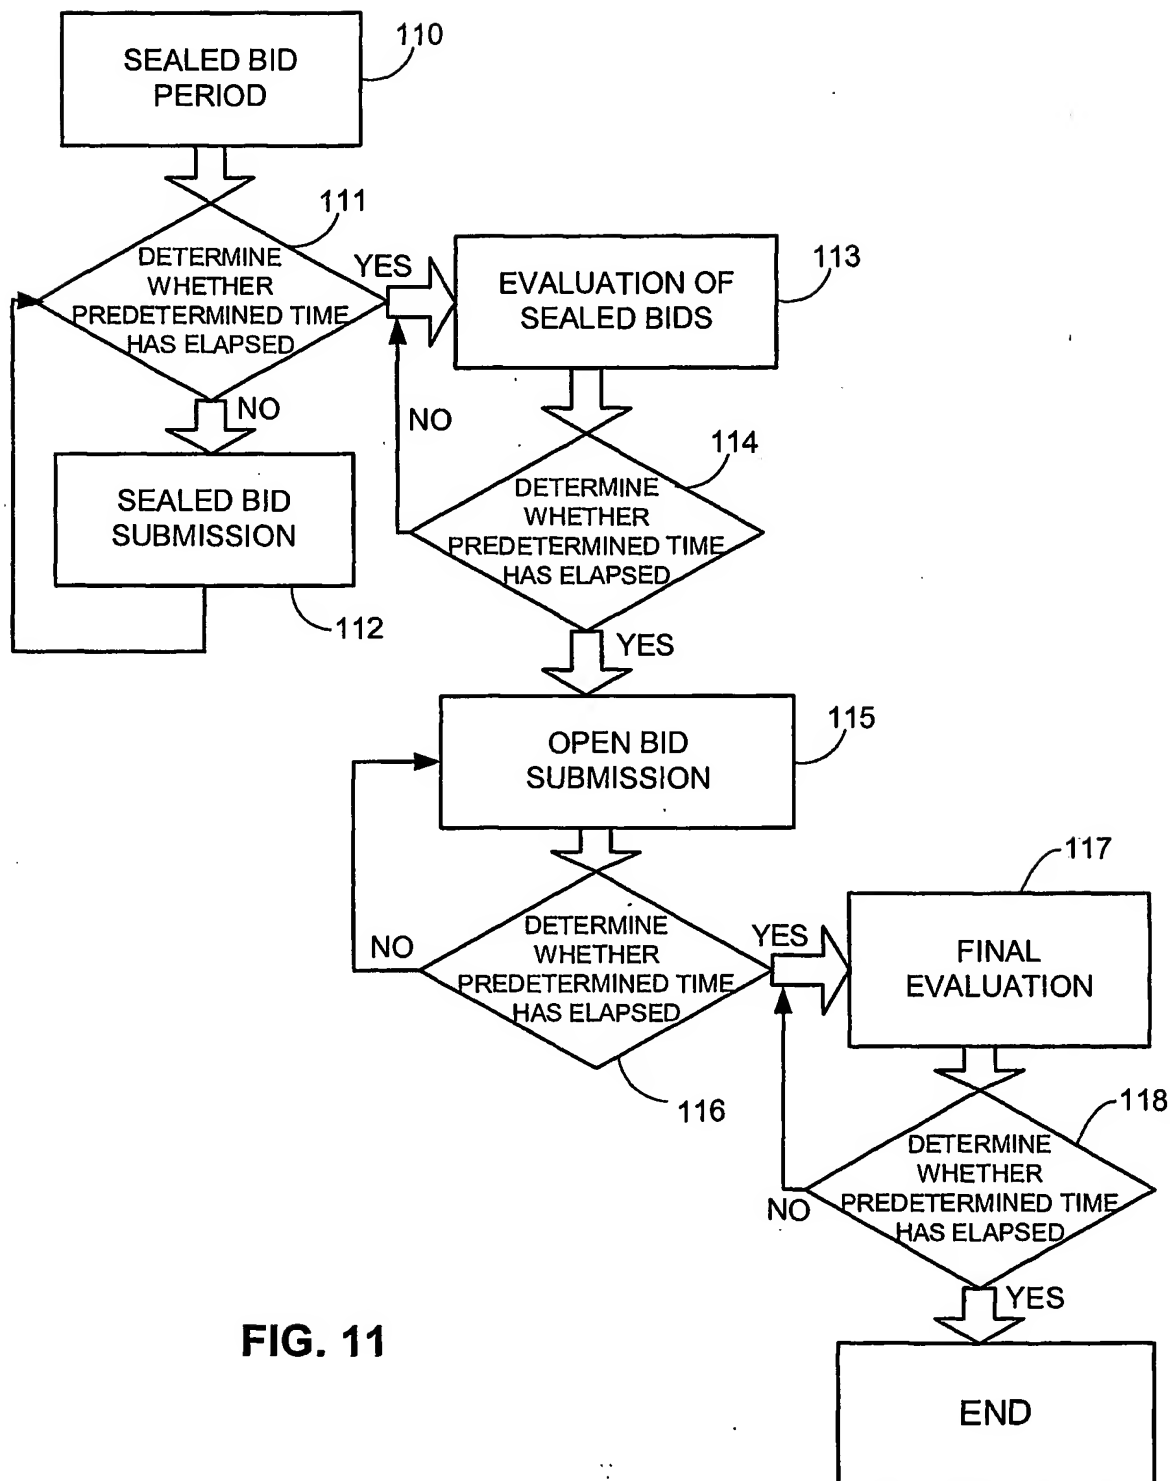 SEALED BID
PERIOD
110
111
DETERMINE
WHETHER
PREDETERMINED TIME
HAS ELAPSED
YES
NO
SEALED BID
SUBMISSION
112
EVALUATION OF
SEALED BIDS
113
NO
114
DETERMINE
WHETHER
PREDETERMINED TIME
HAS ELAPSED
YES
OPEN BID
SUBMISSION
115
NO
DETERMINE
WHETHER
PREDETERMINED TIME
HAS ELAPSED
YES
116
117
FINAL
EVALUATION
118
DETERMINE
WHETHER
PREDETERMINED TIME
HAS ELAPSED
NO
YES
END
FIG. 11